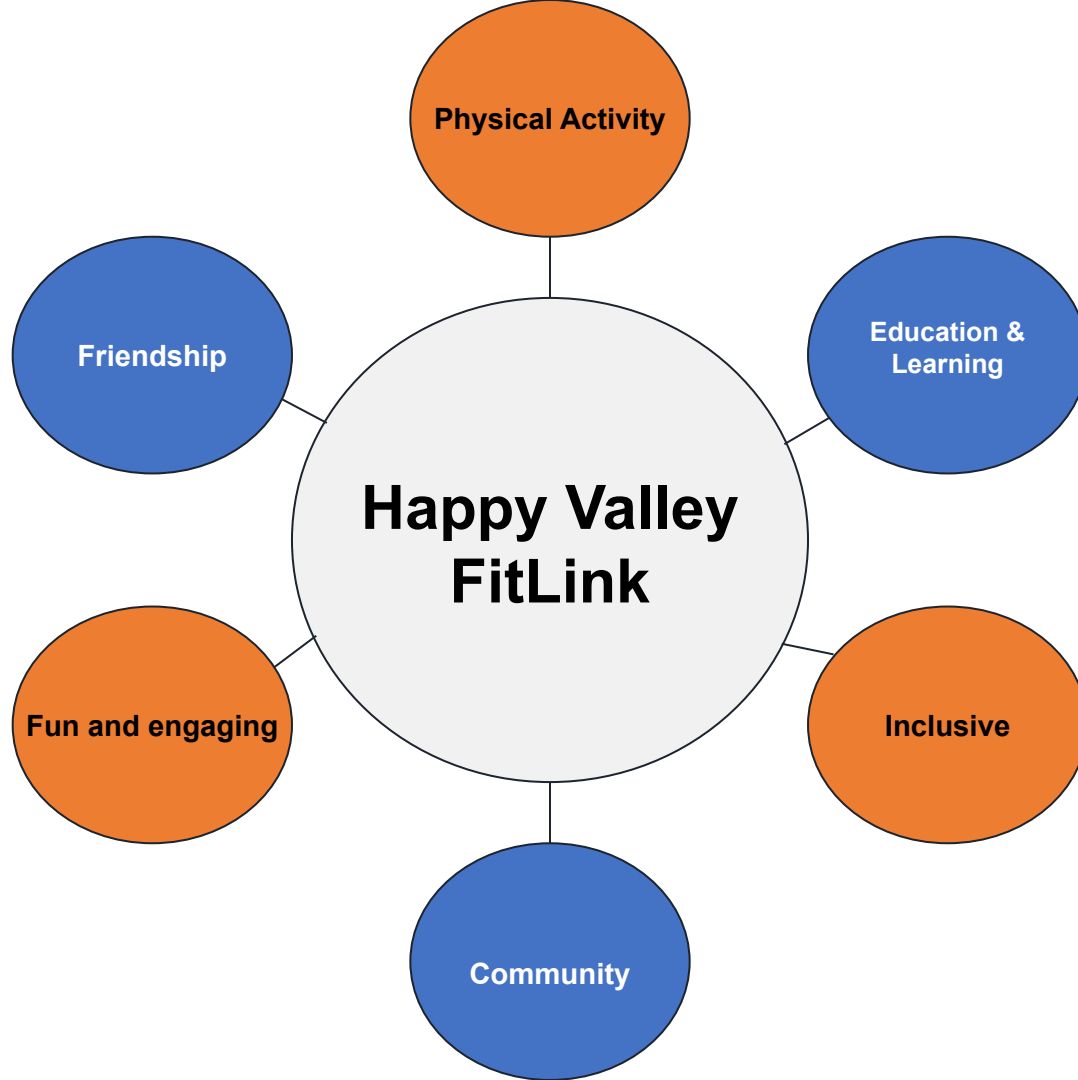 Physical Activity
Friendship
Education &
Learning
Happy Valley
FitLink
Fun and engaging
Inclusive
Community